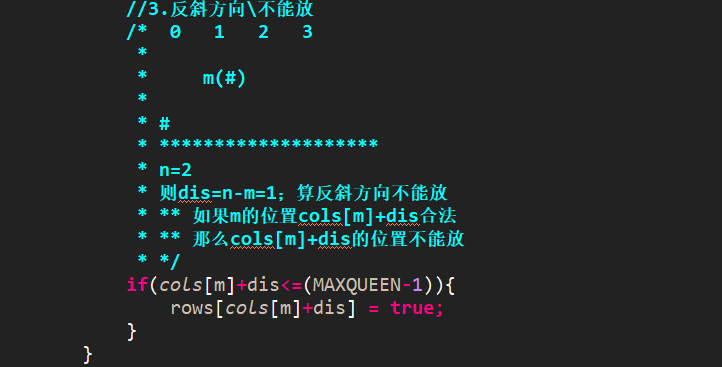 //3.反斜方向\不能放
/*  0   1   2   3
*
*     m(#)
*
* #
* ********************
* n=2
* 则dis=n-m=1; 算反斜方向不能放
* ** 如果m的位置cols[m]+dis合法
* ** 那么cols[m]+dis的位置不能放
* */
if(cols[m]+dis<=(MAXQUEEN-1)){
rows[cols[m]+dis] = true;
}
}